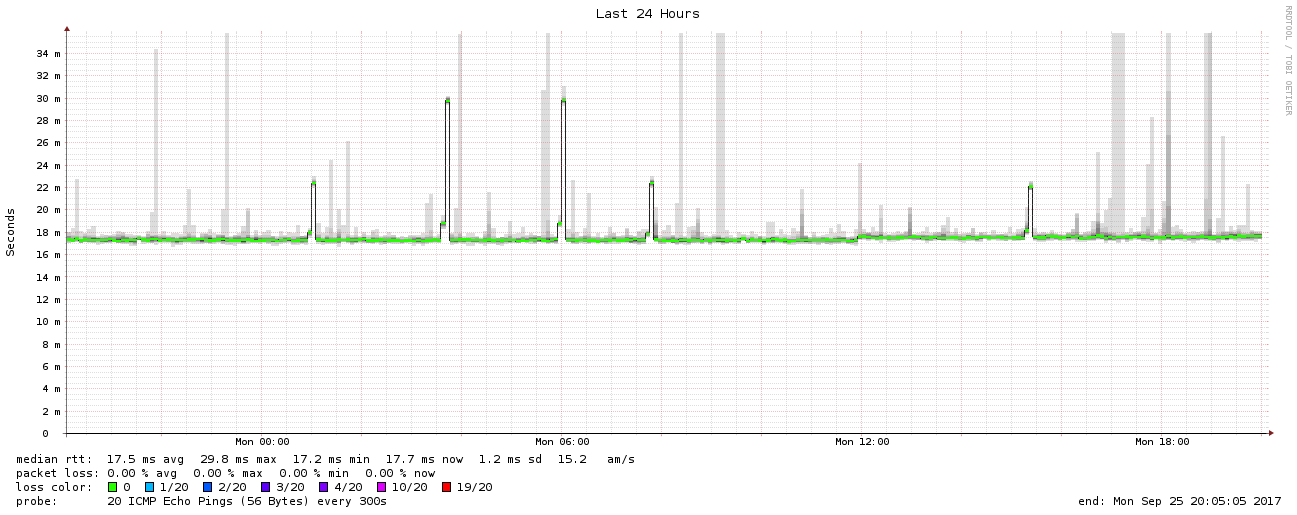 Last 24 Hours
RRDTOOL / TOBI OETIKER
Seconds
34 m
32 m
30 m
28 m
26 m
24 m
22 m
20 m
18 m
16 m
14 m
12 m
10 m
8 m
6 m
4 m
2 m
0
Mon 00:00 Mon 06:00 Mon 12:00 Mon 18:00
median rtt: 17.5 ms avg 29.8 ms max 17.2 ms min 17.7 ms now 1.2 ms sd 15.2 am/s
packet loss: 0.00 % avg 0.00 % max 0.00 % min 0.00 % now
loss color: 0 1/20 2/20 3/20 4/20 10/20 19/20
probe: 20 ICMP Echo Pings (56 Bytes) every 300s end: Mon Sep 25 20:05:05 2017